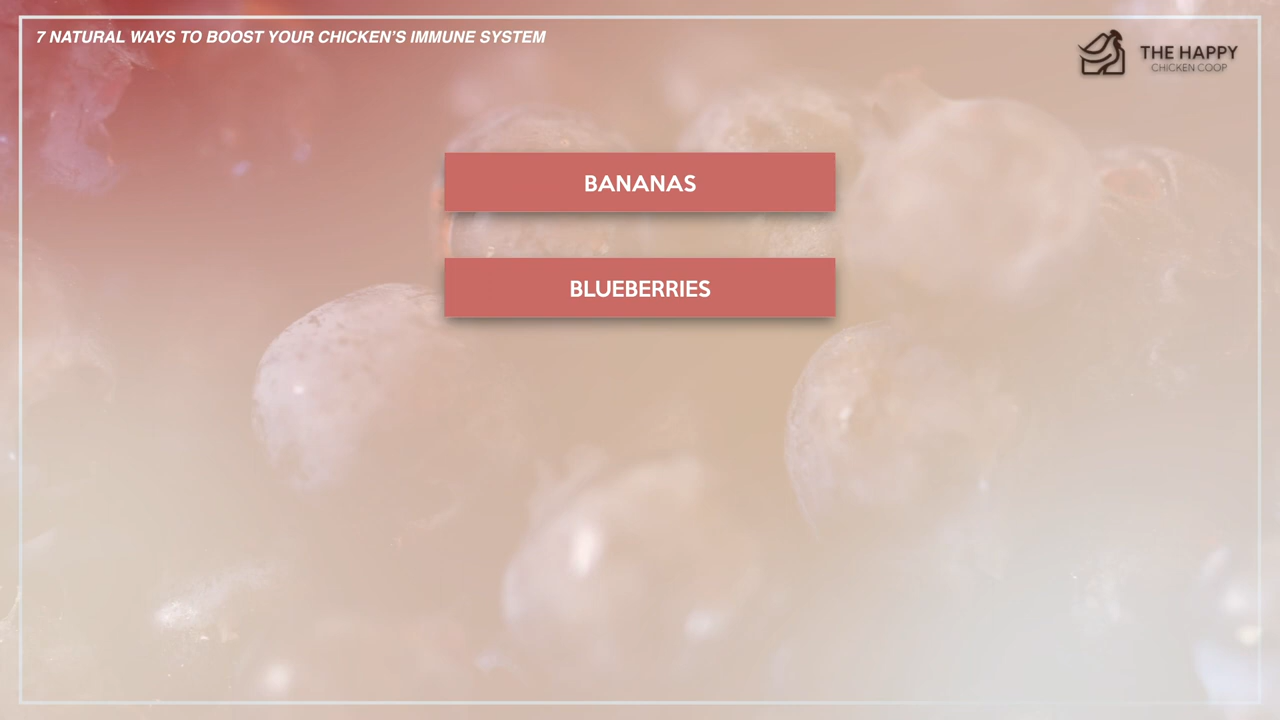 7 NATURAL WAYS TO BOOST YOUR CHICKEN'S IMMUNE SYSTEM
THE HAPPY
CHICKEN COOP
BANANAS
BLUEBERRIES